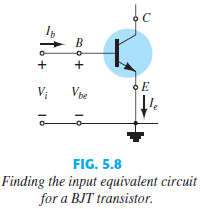 C
I_b
B
+ +
V_i V_be
E
I_e
– –
FIG. 5.8
Finding the input equivalent circuit
for a BJT transistor.